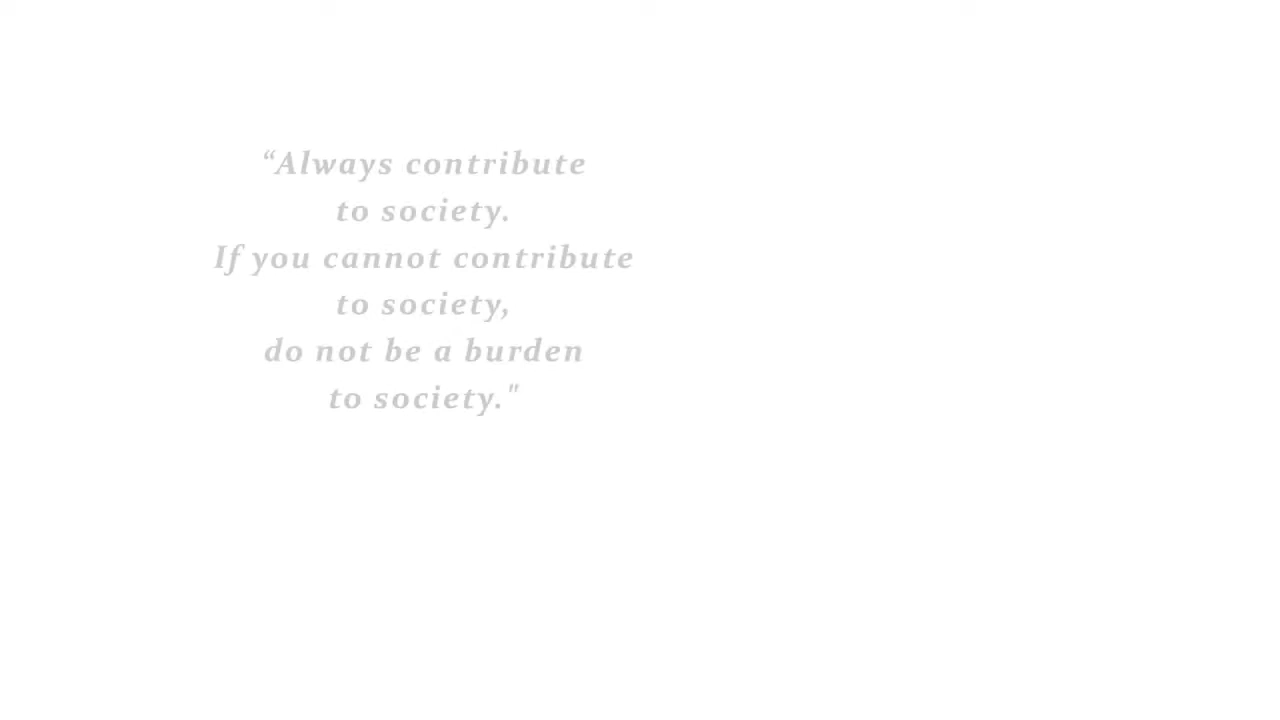 “Always contribute
to society.
If you cannot contribute
to society,
do not be a burden
to society."